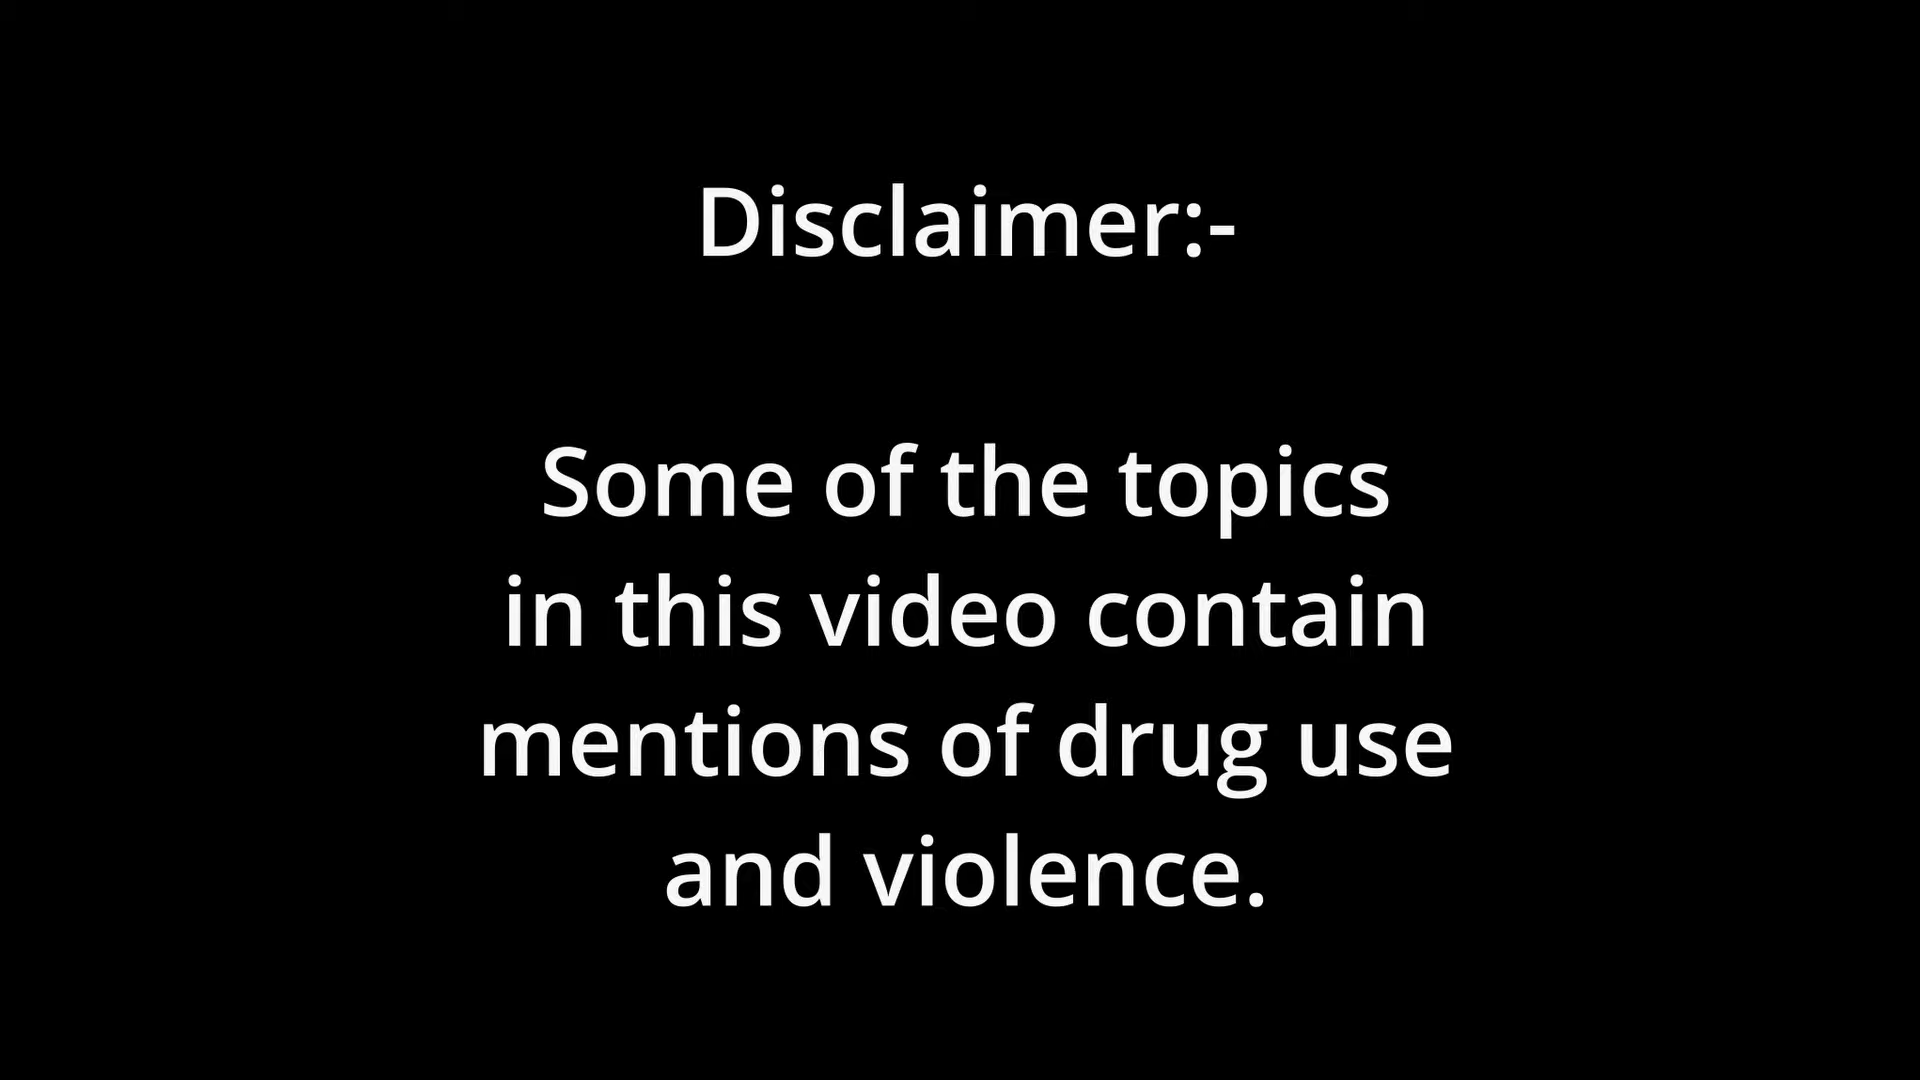 Disclaimer:-
Some of the topics
in this video contain
mentions of drug use
and violence.